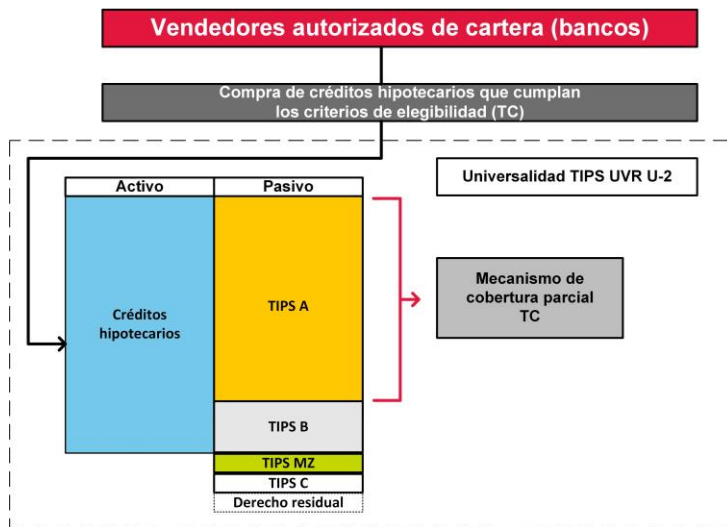 Vendedores autorizados de cartera (bancos)
Compra de créditos hipotecarios que cumplan
los criterios de elegibilidad (TC)
Universalidad TIPS UVR U-2
Activo
Pasivo
Créditos
hipotecarios
TIPS A
Mecanismo de
cobertura parcial
TC
TIPS B
TIPS MZ
TIPS C
Derecho residual